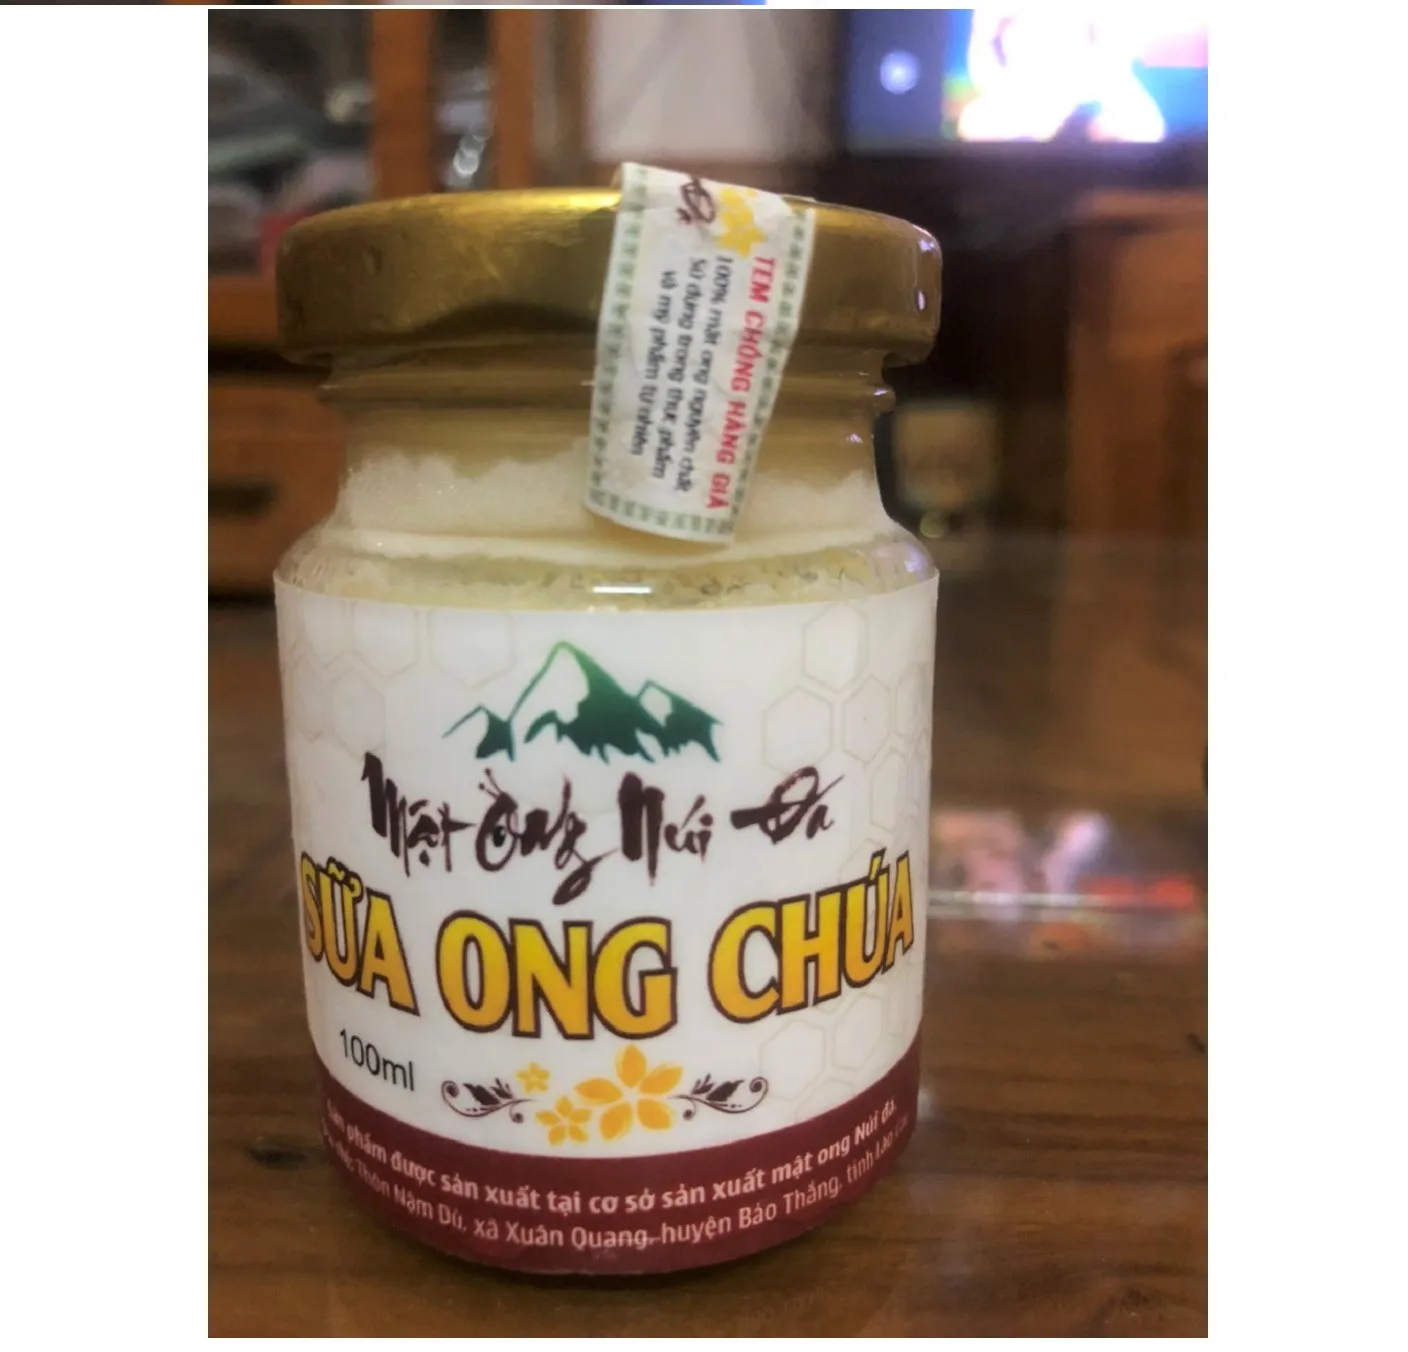 TEM CHỐNG HÀNG GIẢ
100% mật ong nguyên chất
Sử dụng trong thực phẩm
và mỹ phẩm tự nhiên
Mật Ong Núi Đá
SỮA ONG CHÚA
100ml
Sản phẩm được sản xuất tại cơ sở sản xuất mật ong Núi đá.
Thôn Nậm Dù, xã Xuân Quang, huyện Bảo Thắng, tỉnh Lào Cai